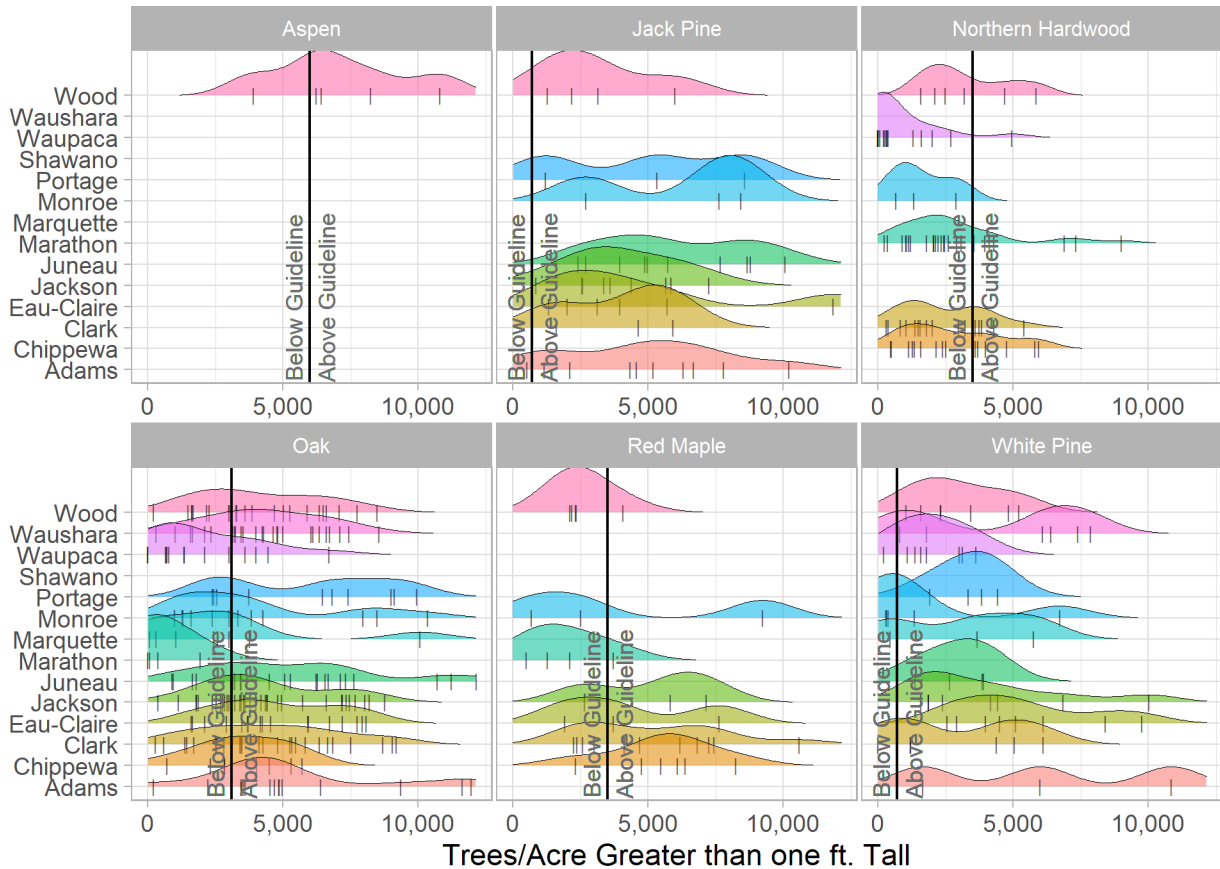 Aspen
Jack Pine
Northern Hardwood
Wood
Waushara
Waupaca
Shawano
Portage
Monroe
Marquette
Marathon
Juneau
Jackson
Eau-Claire
Clark
Chippewa
Adams
Below Guideline
Above Guideline
Below Guideline
Above Guideline
Below Guideline
Above Guideline
0 5,000 10,000
0 5,000 10,000
0 5,000 10,000
Oak
Red Maple
White Pine
Wood
Waushara
Waupaca
Shawano
Portage
Monroe
Marquette
Marathon
Juneau
Jackson
Eau-Claire
Clark
Chippewa
Adams
Below Guideline
Above Guideline
Below Guideline
Above Guideline
Below Guideline
Above Guideline
0 5,000 10,000
0 5,000 10,000
0 5,000 10,000
Trees/Acre Greater than one ft. Tall